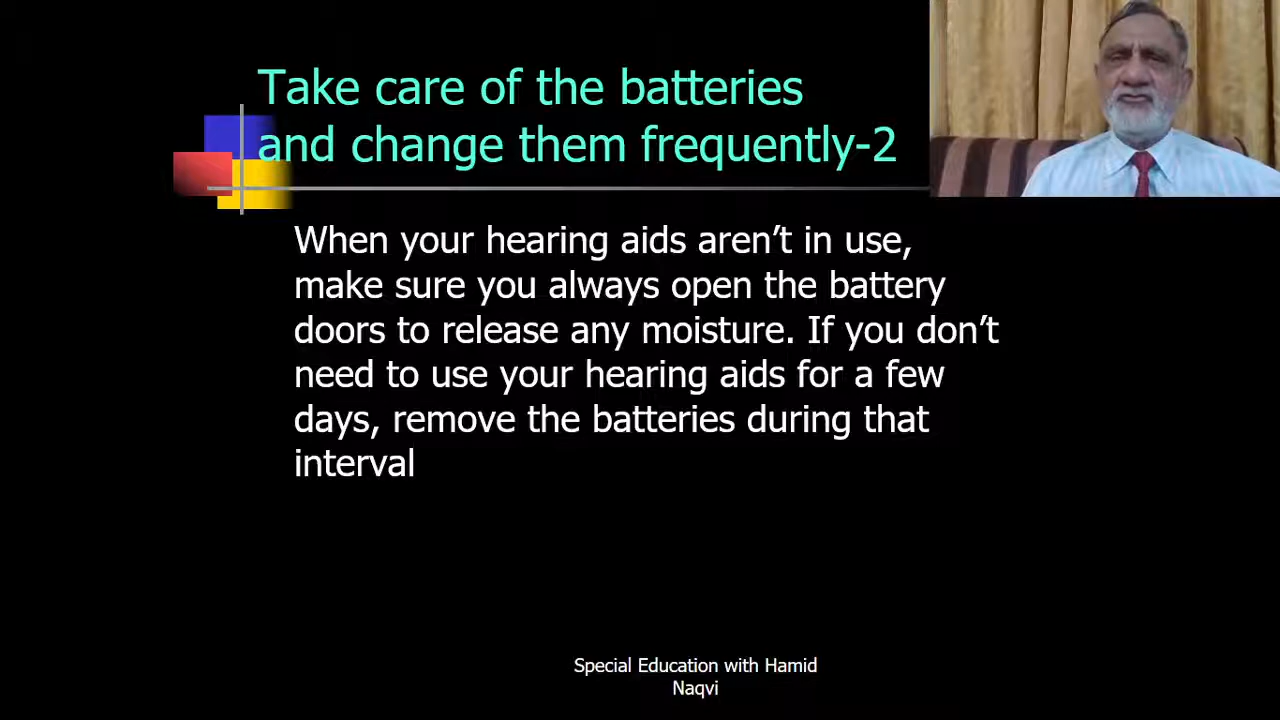 Take care of the batteries
and change them frequently-2
When your hearing aids aren’t in use,
make sure you always open the battery
doors to release any moisture. If you don’t
need to use your hearing aids for a few
days, remove the batteries during that
interval
Special Education with Hamid
Naqvi